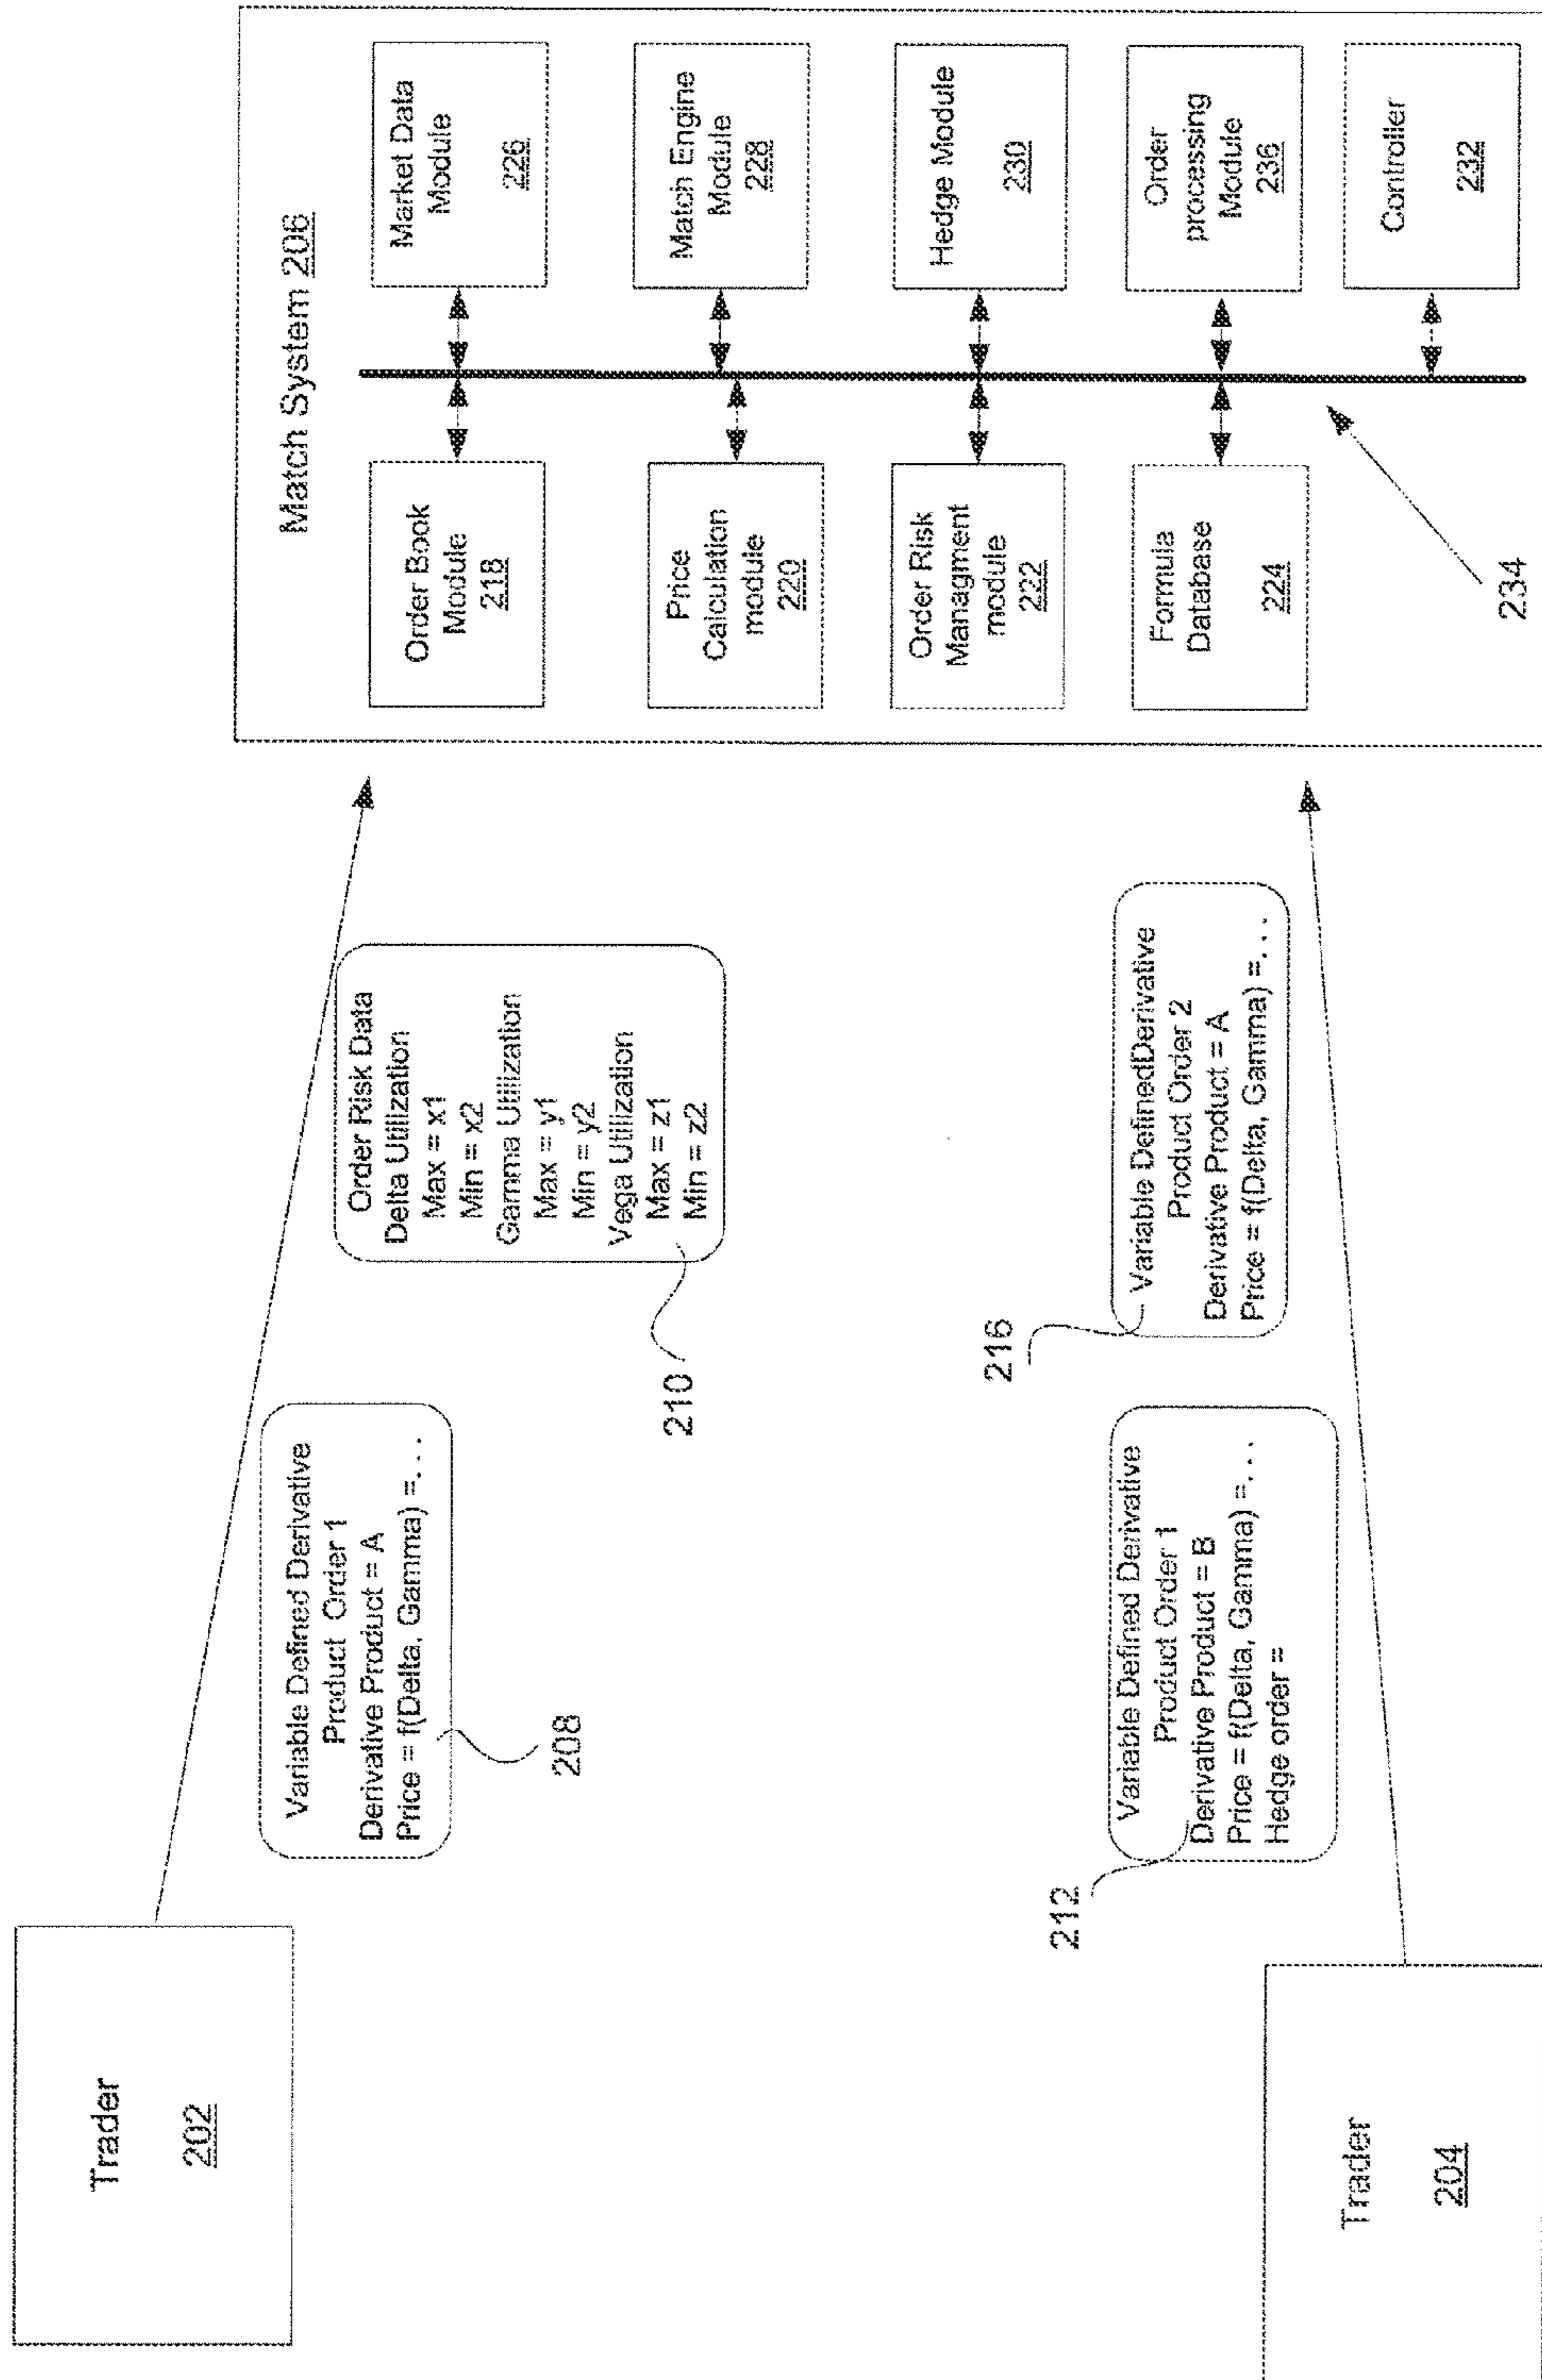 Trader
202
Variable Defined Derivative
Product Order 1
Derivative Product = A
Price = f(Delta, Gamma) =. . .
208
Order Risk Data
Delta Utilization
Max = x1
Min = x2
Gamma Utilization
Max = y1
Min = y2
Vega Utilization
Max = z1
Min = z2
210
Trader
204
Variable Defined Derivative
Product Order 1
Derivative Product = B
Price = f(Delta, Gamma) =. . .
Hedge order =
212
Variable DefinedDerivative
Product Order 2
Derivative Product = A
Price = f(Delta, Gamma) =. . .
216
Match System 206
Order Book
Module
218
Price
Calculation
module
220
Order Risk
Managment
module
222
Formula
Database
224
Market Data
Module
226
Match Engine
Module
228
Hedge Module
230
Order
processing
Module
236
Controller
232
234